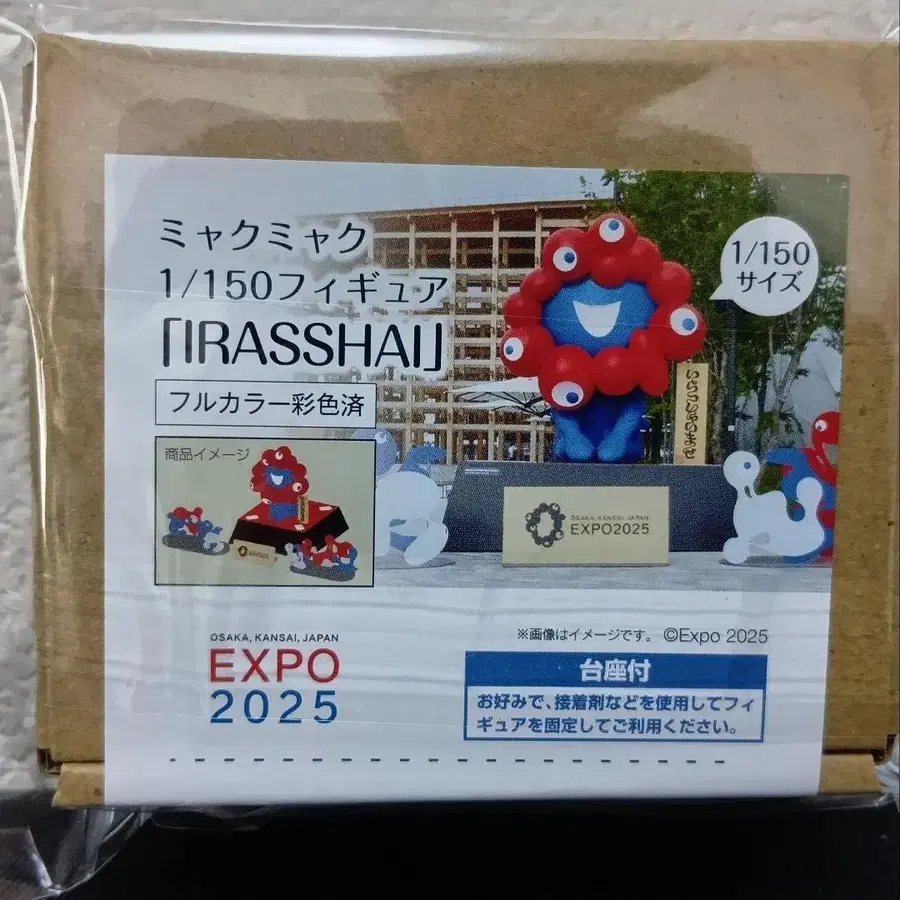 ミャクミャク
1/150フィギュア
「IRASSHAI」
フルカラー彩色済
1/150
サイズ
いらっしゃいませ
商品イメージ
OSAKA, KANSAI, JAPAN
EXPO2025
※画像はイメージです。 ©Expo 2025
OSAKA, KANSAI, JAPAN
EXPO
2025
台座付
お好みで、接着剤などを使用してフィ
ギュアを固定してご利用ください。